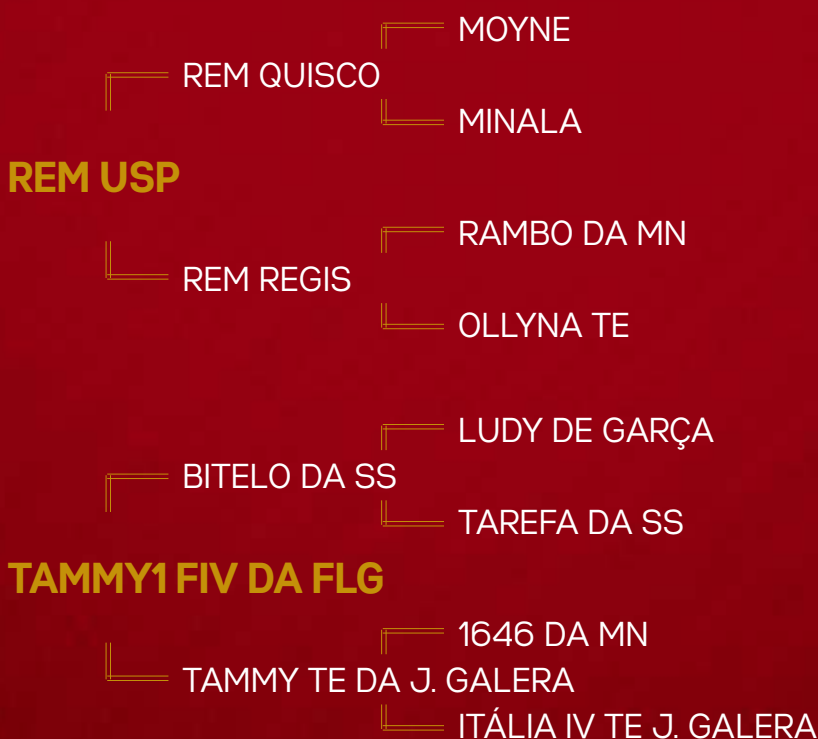 MOYNE
REM QUISCO
MINALA
REM USP
RAMBO DA MN
REM REGIS
OLLYNA TE
LUDY DE GARÇA
BITELO DA SS
TAREFA DA SS
TAMMY1 FIV DA FLG
1646 DA MN
TAMMY TE DA J. GALERA
ITÁLIA IV TE J. GALERA